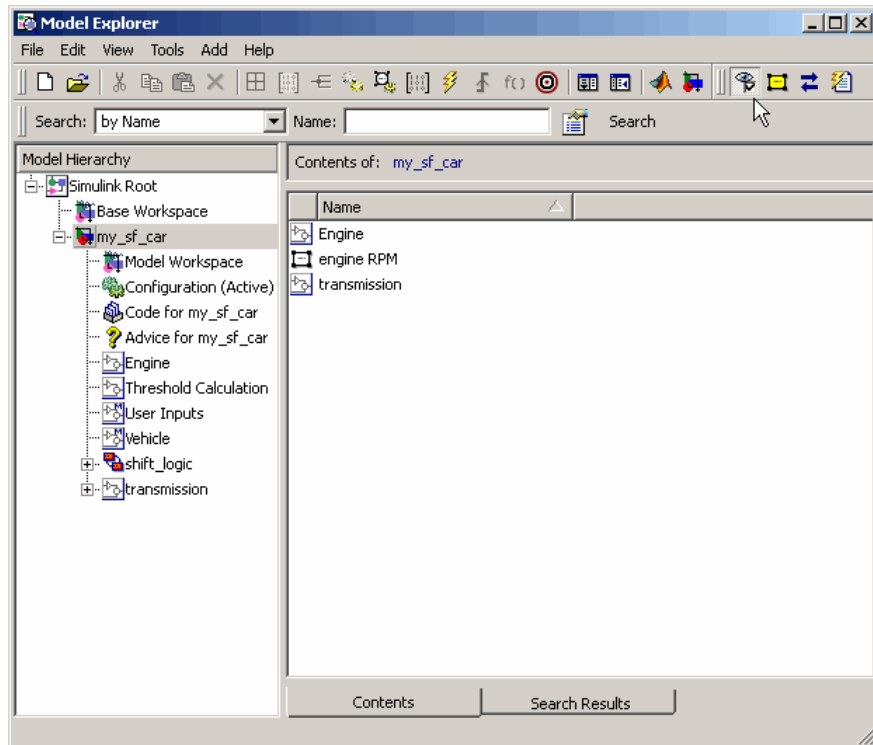 Model Explorer
File Edit View Tools Add Help
f()
Search: by Name Name: Search
Model Hierarchy
Simulink Root
Base Workspace
my_sf_car
Model Workspace
Configuration (Active)
Code for my_sf_car
Advice for my_sf_car
Engine
Threshold Calculation
User Inputs
Vehicle
shift_logic
transmission
Contents of: my_sf_car
Name
Engine
engine RPM
transmission
Contents Search Results